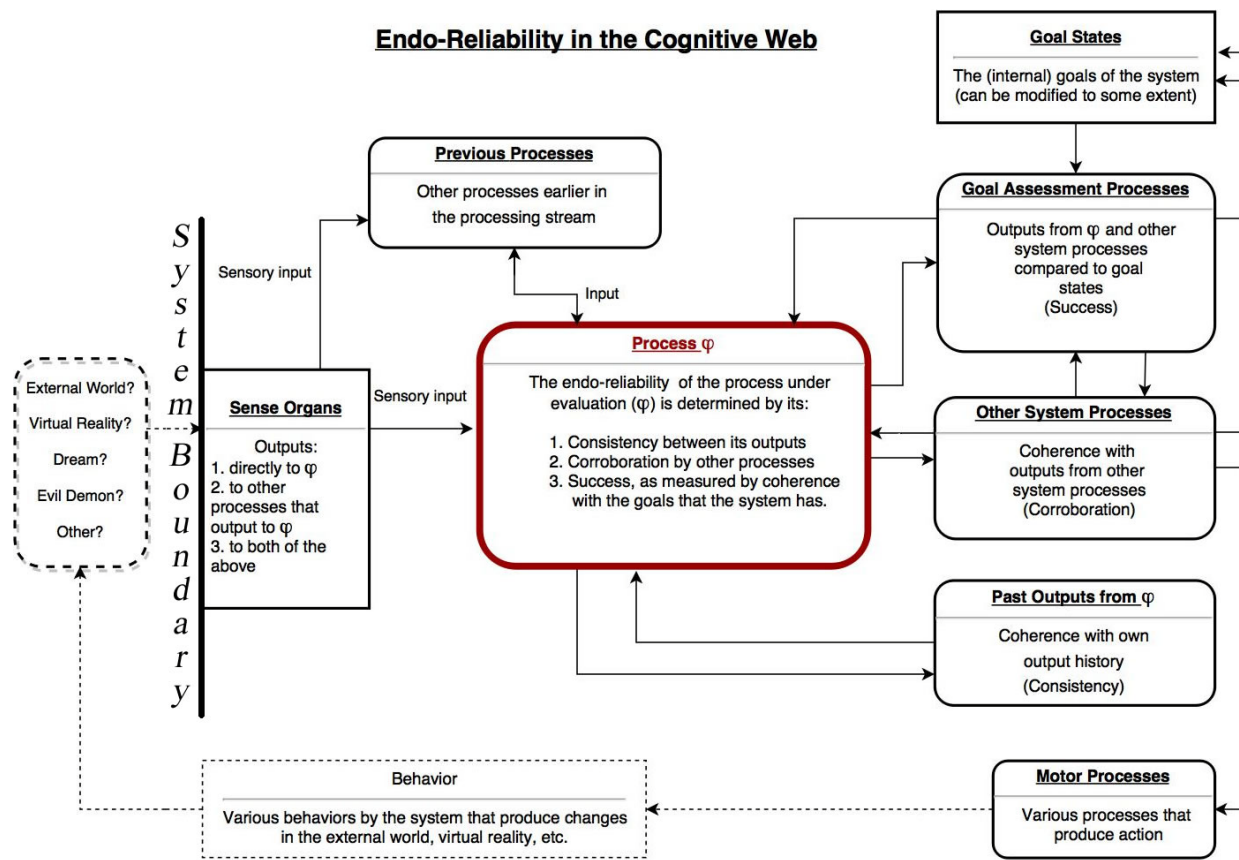 Endo-Reliability in the Cognitive Web
Goal States
The (internal) goals of the system
(can be modified to some extent)
Previous Processes
Other processes earlier in
the processing stream
Goal Assessment Processes
Outputs from φ and other
system processes
compared to goal
states
(Success)
System Boundary
Sensory input
Input
External World?
Virtual Reality?
Dream?
Evil Demon?
Other?
Sense Organs
Outputs:
1. directly to φ
2. to other
processes that
output to φ
3. to both of the
above
Sensory input
Process φ
The endo-reliability of the process under
evaluation (φ) is determined by its:
1. Consistency between its outputs
2. Corroboration by other processes
3. Success, as measured by coherence
with the goals that the system has.
Other System Processes
Coherence with
outputs from other
system processes
(Corroboration)
Past Outputs from φ
Coherence with own
output history
(Consistency)
Behavior
Various behaviors by the system that produce changes
in the external world, virtual reality, etc.
Motor Processes
Various processes that
produce action